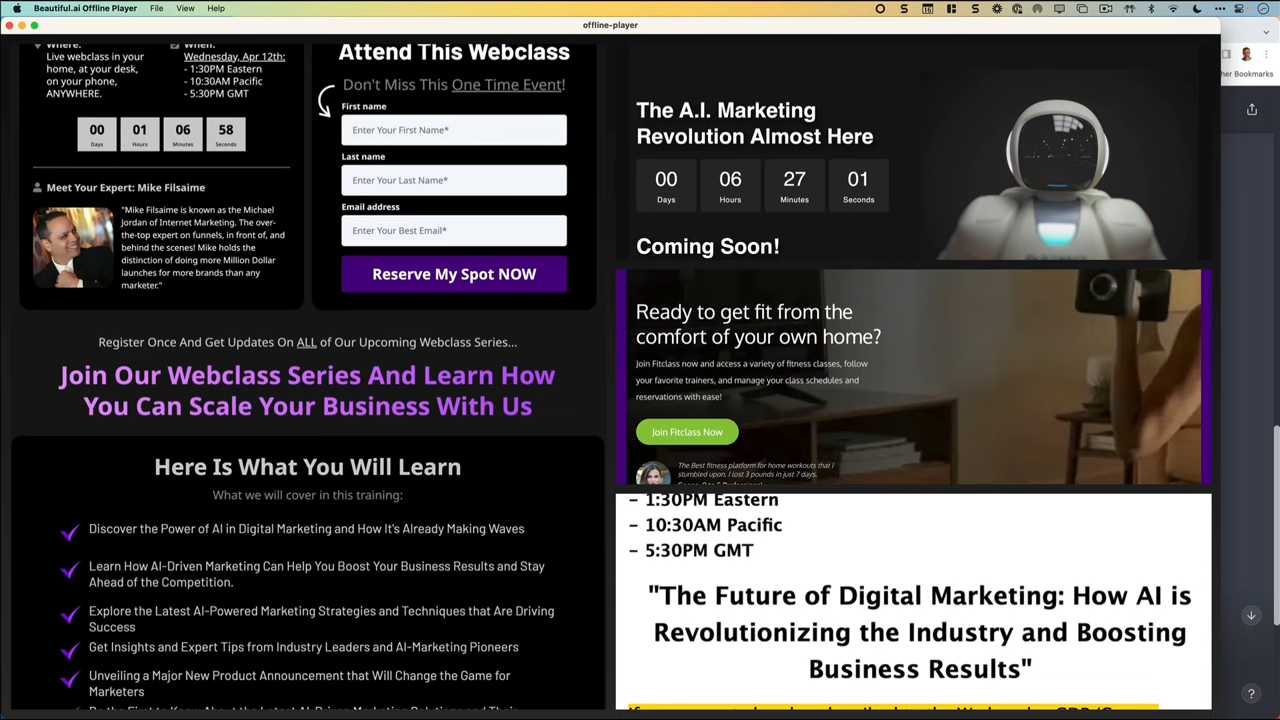 Beautiful.ai Offline Player File View Help
16
offline-player
her Bookmarks
Where:
Live webclass in your
home, at your desk,
on your phone,
ANYWHERE.
When:
Wednesday, Apr 12th:
- 1:30PM Eastern
- 10:30AM Pacific
- 5:30PM GMT
00 01 06 58
Days Hours Minutes Seconds
Meet Your Expert: Mike Filsaime
"Mike Filsaime is known as the Michael
Jordan of Internet Marketing. The over-
the-top expert on funnels, in front of, and
behind the scenes! Mike holds the
distinction of doing more Million Dollar
launches for more brands than any
marketer."
Attend This Webclass
Don't Miss This One Time Event!
First name
Enter Your First Name*
Last name
Enter Your Last Name*
Email address
Enter Your Best Email*
Reserve My Spot NOW
Register Once And Get Updates On ALL of Our Upcoming Webclass Series...
Join Our Webclass Series And Learn How
You Can Scale Your Business With Us
Here Is What You Will Learn
What we will cover in this training:
Discover the Power of AI in Digital Marketing and How It's Already Making Waves
Learn How AI-Driven Marketing Can Help You Boost Your Business Results and Stay
Ahead of the Competition.
Explore the Latest AI-Powered Marketing Strategies and Techniques that Are Driving
Success
Get Insights and Expert Tips from Industry Leaders and AI-Marketing Pioneers
Unveiling a Major New Product Announcement that Will Change the Game for
Marketers
The A.I. Marketing
Revolution Almost Here
00 06 27 01
Days Hours Minutes Seconds
Coming Soon!
Ready to get fit from the
comfort of your own home?
Join Fitclass now and access a variety of fitness classes, follow
your favorite trainers, and manage your class schedules and
reservations with ease!
Join Fitclass Now
The Best fitness platform for home workouts that I
stumbled upon. I lost 3 pounds in just 7 days.
- 1:30PM Eastern
- 10:30AM Pacific
- 5:30PM GMT
"The Future of Digital Marketing: How AI is
Revolutionizing the Industry and Boosting
Business Results"